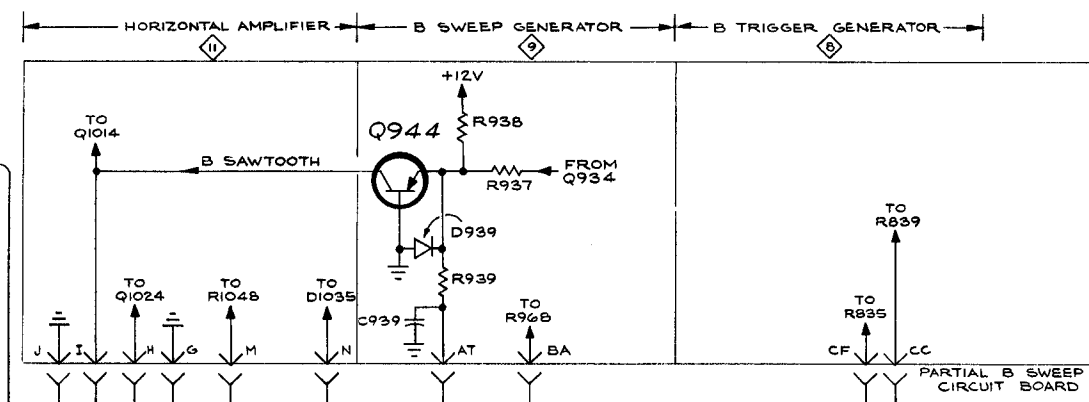 HORIZONTAL AMPLIFIER
B SWEEP GENERATOR
B TRIGGER GENERATOR
11
9
8
+12V
TO
Q1014
Q944
R938
B SAWTOOTH
R937
FROM
Q934
D939
TO
R839
R939
TO
Q1024
TO
R1048
TO
D1035
C939
TO
R968
TO
R835
J
I
H
G
M
N
AT
BA
CF
CC
PARTIAL B SWEEP
CIRCUIT BOARD